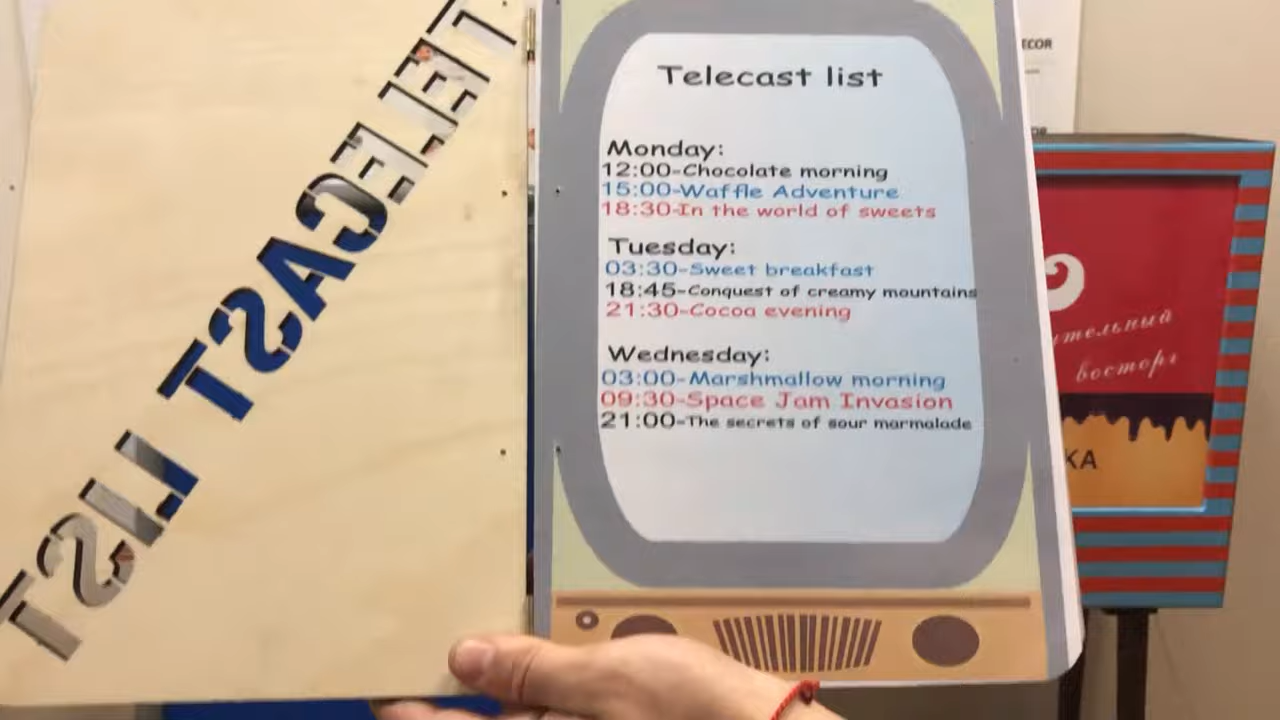 TELECAST LIST
Telecast list
Monday:
12:00-Chocolate morning
15:00-Waffle Adventure
18:30-In the world of sweets
Tuesday:
03:30-Sweet breakfast
18:45-Conquest of creamy mountains
21:30-Cocoa evening
Wednesday:
03:00-Marshmallow morning
09:30-Space Jam Invasion
21:00-The secrets of sour marmalade
ECOR
восторг
КА